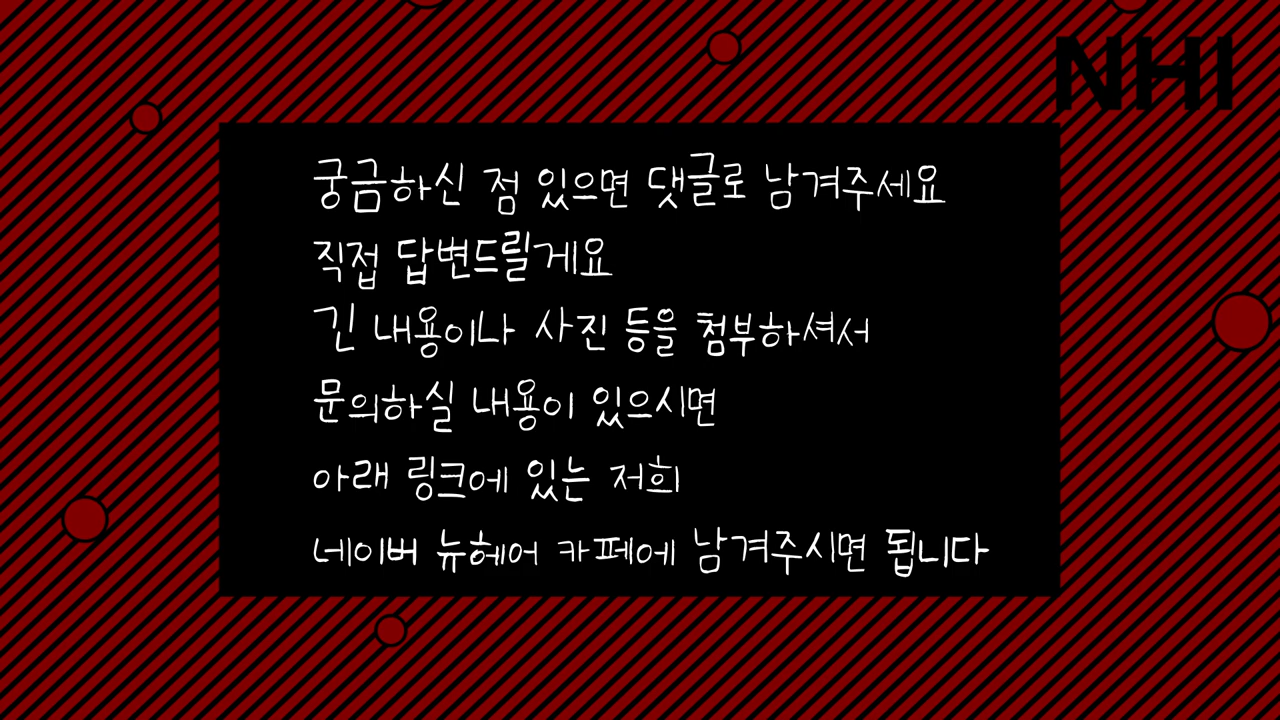 NHI
궁금하신 점 있으면 댓글로 남겨주세요
직접 답변드릴게요
긴 내용이나 사진 등을 첨부하셔서
문의하실 내용이 있으시면
아래 링크에 있는 저희
네이버 뉴헤어 카페에 남겨주시면 됩니다